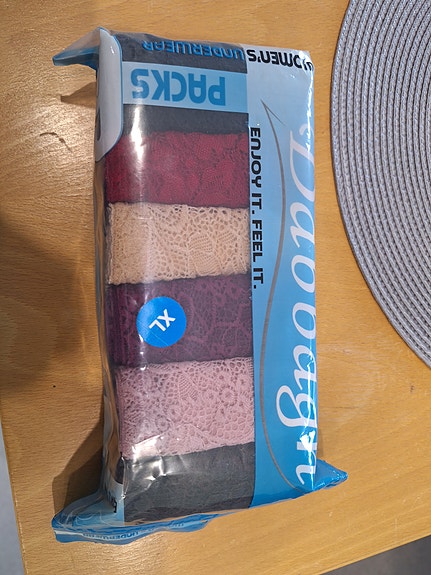 WOMEN'S
UNDERWEAR
PACKS
ENJOY IT. FEEL IT.
XL